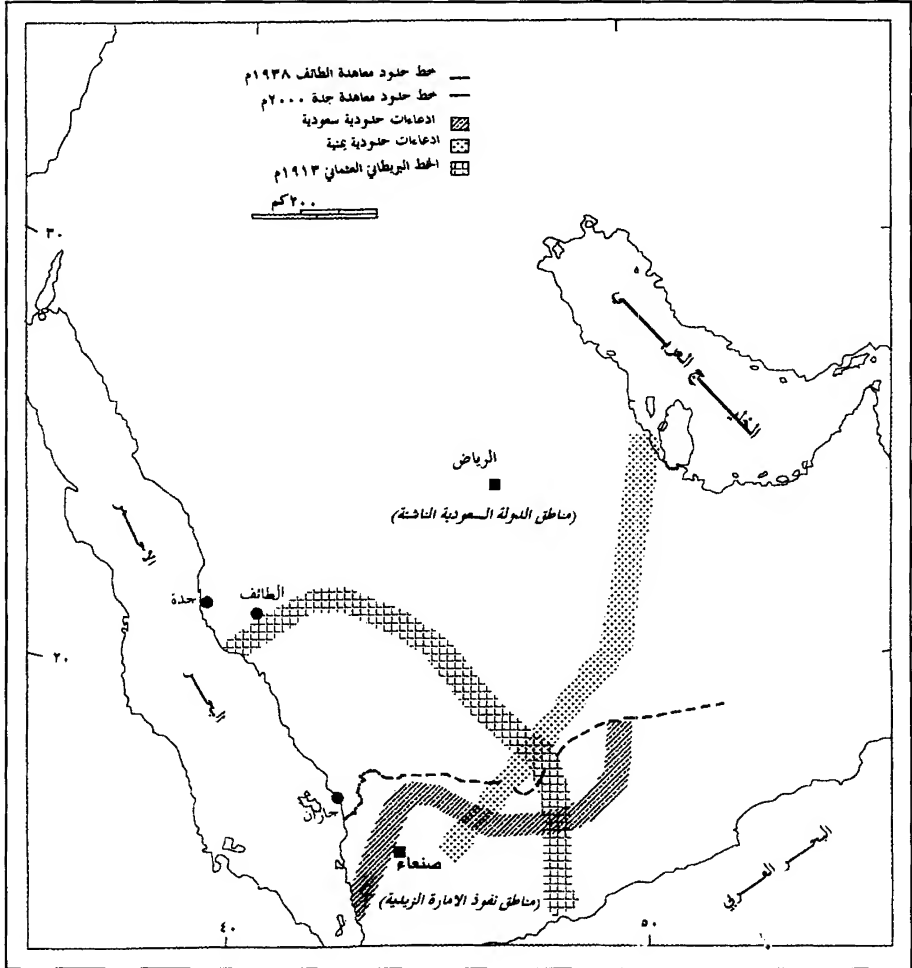 خط حدود معاهدة الطائف ١٩٣٨م
خط حدود معاهدة جدة ٢٠٠٠م
ادعاءات حدودية سعودية
ادعاءات حدودية يمنية
الخط البريطاني العثماني ١٩١٣م
٢٠٠كم
٣٠
الخليج العربي
الرياض
(مناطق الدولة السعودية الناشئة)
الطائف
جدة
٢٠
البحر الأحمر
جازان
صنعاء
(مناطق نفوذ الامارة الزيدية)
البحر العربي
٤٠
٥٠